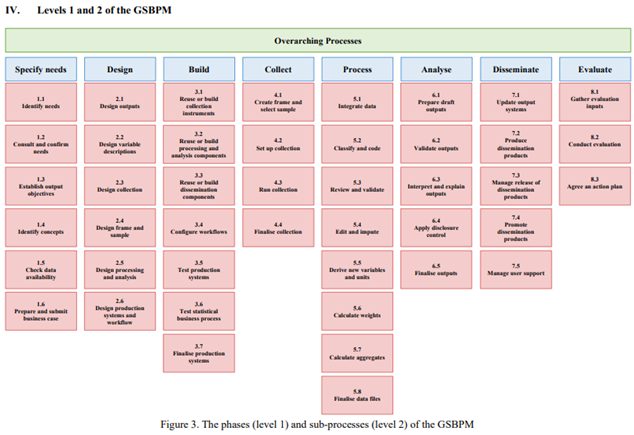 IV. Levels 1 and 2 of the GSBPM
Overarching Processes
Specify needs
Design
Build
Collect
Process
Analyse
Disseminate
Evaluate
1.1
Identify needs
1.2
Consult and confirm
needs
1.3
Establish output
objectives
1.4
Identify concepts
1.5
Check data
availability
1.6
Prepare and submit
business case
2.1
Design outputs
2.2
Design variable
descriptions
2.3
Design collection
2.4
Design frame and
sample
2.5
Design processing
and analysis
2.6
Design production
systems and
workflow
3.1
Reuse or build
collection
instruments
3.2
Reuse or build
processing and
analysis components
3.3
Reuse or build
dissemination
components
3.4
Configure workflows
3.5
Test production
systems
3.6
Test statistical
business process
3.7
Finalise production
systems
4.1
Create frame and
select sample
4.2
Set up collection
4.3
Run collection
4.4
Finalise collection
5.1
Integrate data
5.2
Classify and code
5.3
Review and validate
5.4
Edit and impute
5.5
Derive new variables
and units
5.6
Calculate weights
5.7
Calculate aggregates
5.8
Finalise data files
6.1
Prepare draft
outputs
6.2
Validate outputs
6.3
Interpret and explain
outputs
6.4
Apply disclosure
control
6.5
Finalise outputs
7.1
Update output
systems
7.2
Produce
dissemination
products
7.3
Manage release of
dissemination
products
7.4
Promote
dissemination
products
7.5
Manage user support
8.1
Gather evaluation
inputs
8.2
Conduct evaluation
8.3
Agree an action plan
Figure 3. The phases (level 1) and sub-processes (level 2) of the GSBPM